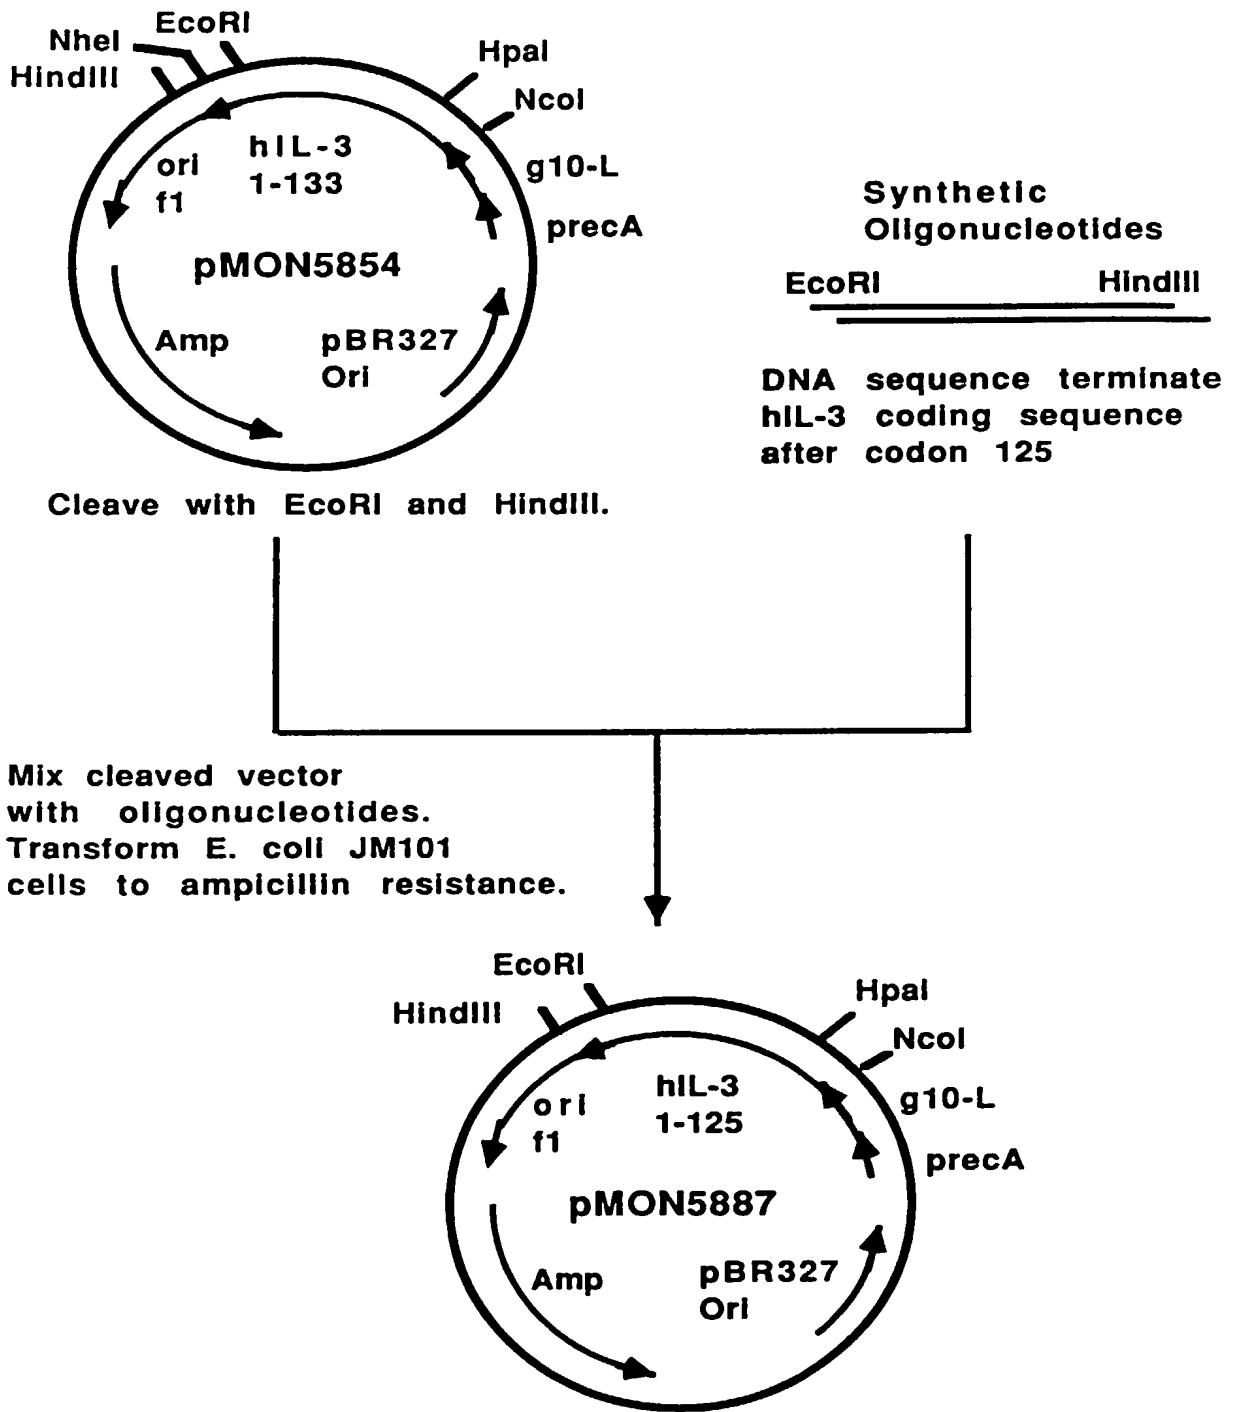 NheI
EcoRI
HindIII
HpaI
NcoI
g10-L
precA
hIL-3
1-133
ori
f1
pMON5854
Amp
pBR327
Ori
Cleave with EcoRI and HindIII.
Synthetic
Oligonucleotides
EcoRI HindIII
DNA sequence terminate
hIL-3 coding sequence
after codon 125
Mix cleaved vector
with oligonucleotides.
Transform E. coli JM101
cells to ampicillin resistance.
EcoRI
HindIII
HpaI
NcoI
g10-L
precA
hIL-3
1-125
ori
f1
pMON5887
Amp
pBR327
Ori